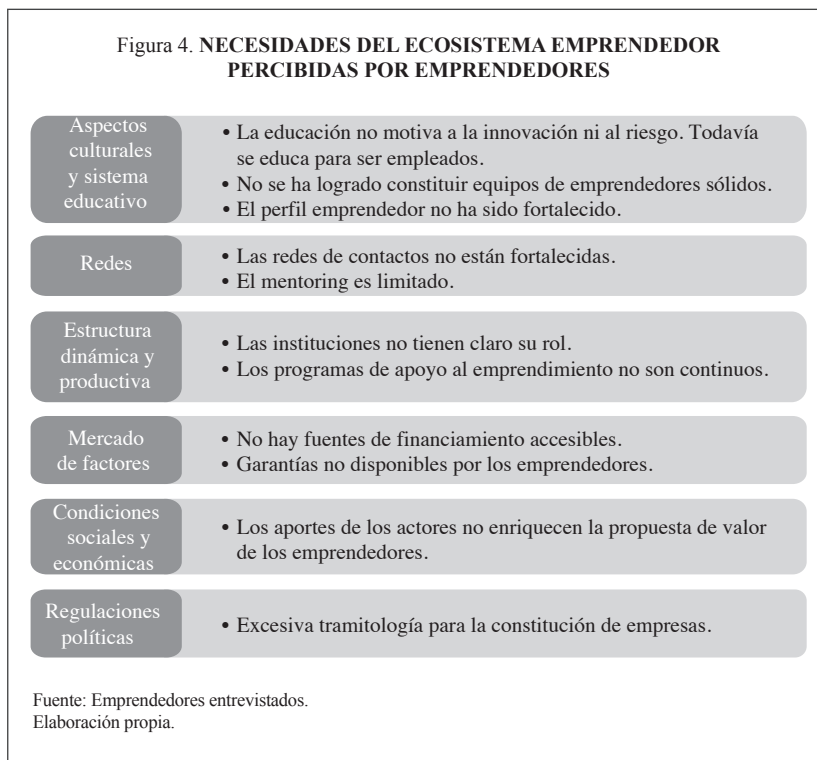 Figura 4. NECESIDADES DEL ECOSISTEMA EMPRENDEDOR
PERCIBIDAS POR EMPRENDEDORES
Aspectos
culturales
y sistema
educativo
• La educación no motiva a la innovación ni al riesgo. Todavía
se educa para ser empleados.
• No se ha logrado constituir equipos de emprendedores sólidos.
• El perfil emprendedor no ha sido fortalecido.
Redes
• Las redes de contactos no están fortalecidas.
• El mentoring es limitado.
Estructura
dinámica y
productiva
• Las instituciones no tienen claro su rol.
• Los programas de apoyo al emprendimiento no son continuos.
Mercado
de factores
• No hay fuentes de financiamiento accesibles.
• Garantías no disponibles por los emprendedores.
Condiciones
sociales y
económicas
• Los aportes de los actores no enriquecen la propuesta de valor
de los emprendedores.
Regulaciones
políticas
• Excesiva tramitología para la constitución de empresas.
Fuente: Emprendedores entrevistados.
Elaboración propia.